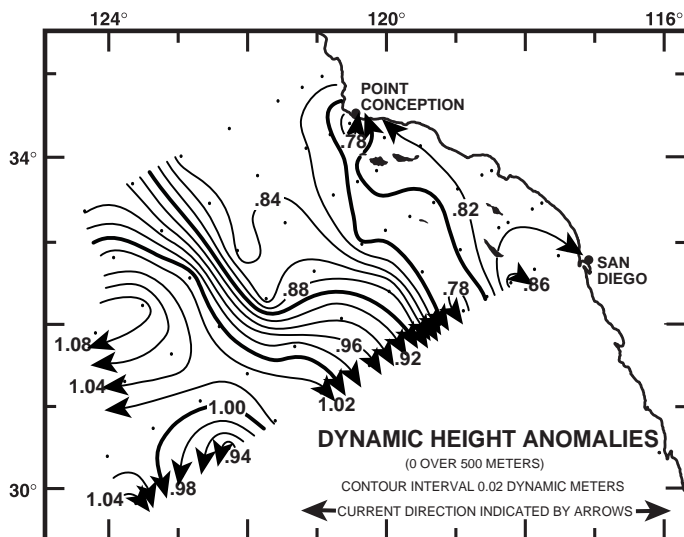 124° 120° 116°
POINT
CONCEPTION
.78
34°
.84
.82
SAN
DIEGO
.86
.78
.88
1.08
.96
.92
1.04
1.02
1.00
DYNAMIC HEIGHT ANOMALIES
.94
(0 OVER 500 METERS)
.98
CONTOUR INTERVAL 0.02 DYNAMIC METERS
30°
1.04
CURRENT DIRECTION INDICATED BY ARROWS